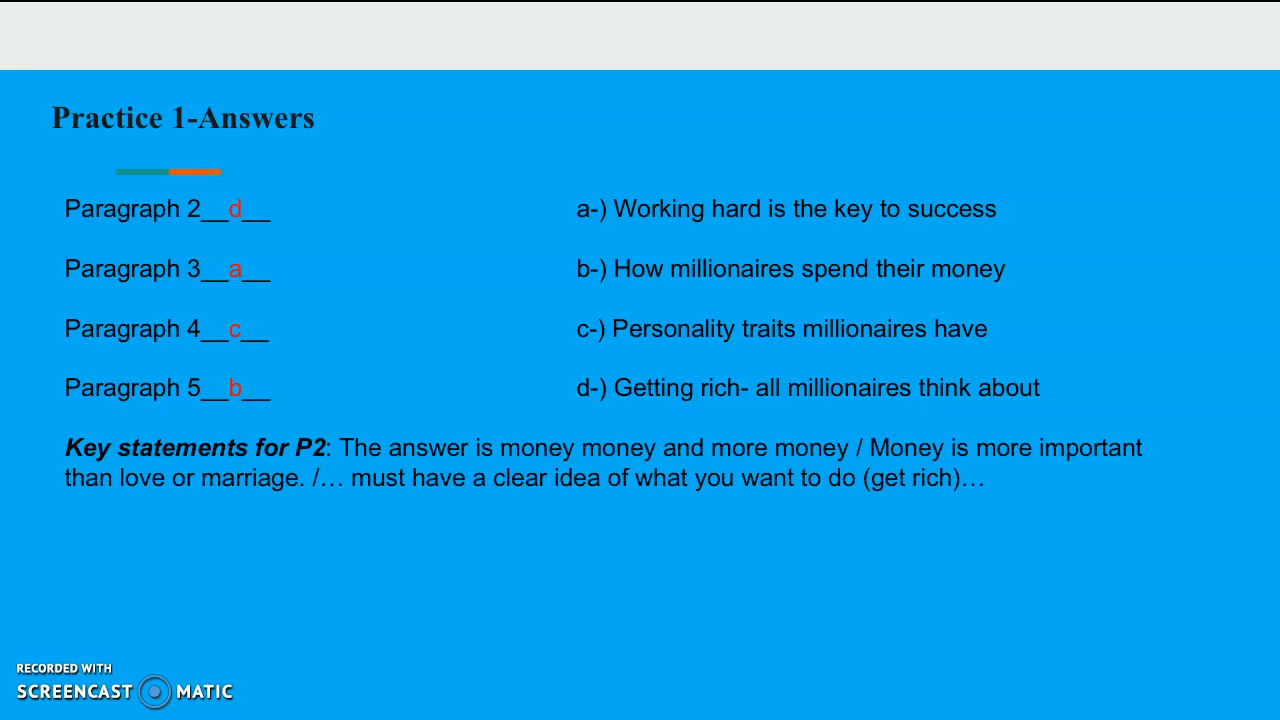 Practice 1-Answers
Paragraph 2__d__
a-) Working hard is the key to success
Paragraph 3__a__
b-) How millionaires spend their money
Paragraph 4__c__
c-) Personality traits millionaires have
Paragraph 5__b__
d-) Getting rich- all millionaires think about
Key statements for P2: The answer is money money and more money / Money is more important
than love or marriage. /… must have a clear idea of what you want to do (get rich)…
RECORDED WITH
SCREENCAST MATIC